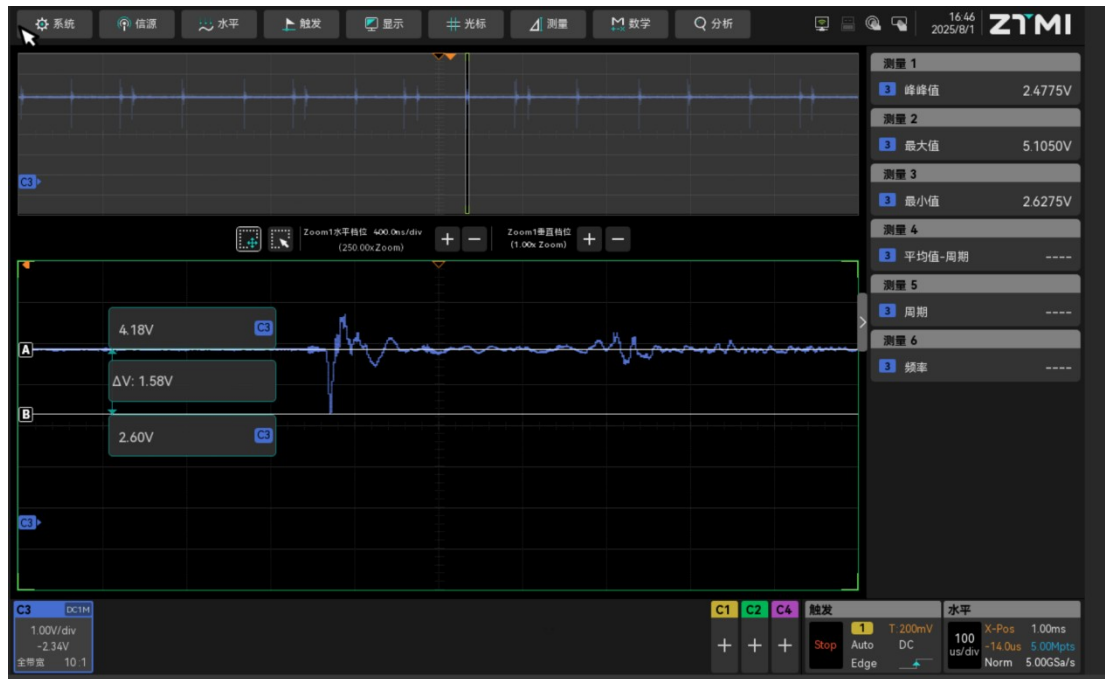 系统 信源 水平 触发 显示 光标 测量 数学 分析 16:46 2025/8/1 ZTMI
测量 1
3 峰峰值 2.4775V
测量 2
3 最大值 5.1050V
测量 3
3 最小值 2.6275V
测量 4
3 平均值-周期 ----
测量 5
3 周期 ----
测量 6
3 频率 ----
C3
Zoom1水平档位 400.0ns/div
(250.00x Zoom)
+ −
Zoom1垂直档位
(1.00x Zoom)
+ −
4.18V C3
A
ΔV: 1.58V
B
2.60V C3
C3
C3 DC1M
1.00V/div
-2.34V
全带宽 10:1
C1 C2 C4
+ + +
触发
Stop 1 T:200mV
Auto DC
Edge
水平
100 us/div
X-Pos 1.00ms
-14.0us 5.00Mpts
Norm 5.00GSa/s